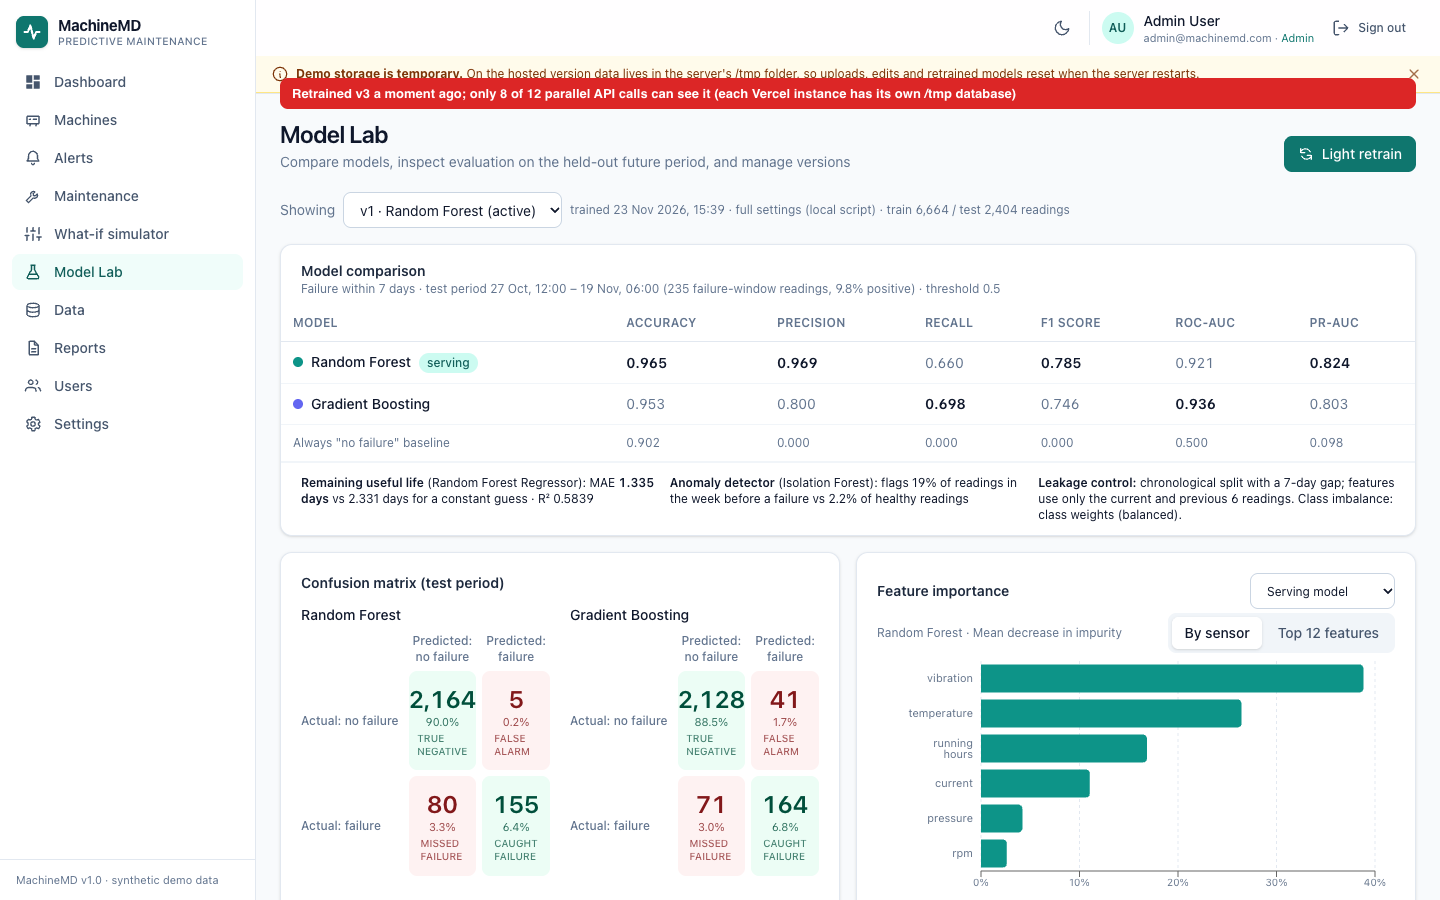 MachineMD
PREDICTIVE MAINTENANCE
Dashboard
Machines
Alerts
Maintenance
What-if simulator
Model Lab
Data
Reports
Users
Settings
MachineMD v1.0 · synthetic demo data
AU
Admin User
admin@machinemd.com · Admin
Sign out
Demo storage is temporary. On the hosted version data lives in the server's /tmp folder, so uploads, edits and retrained models reset when the server restarts.
Retrained v3 a moment ago; only 8 of 12 parallel API calls can see it (each Vercel instance has its own /tmp database)
Model Lab
Compare models, inspect evaluation on the held-out future period, and manage versions
Light retrain
Showing
v1 · Random Forest (active)
trained 23 Nov 2026, 15:39 · full settings (local script) · train 6,664 / test 2,404 readings
Model comparison
Failure within 7 days · test period 27 Oct, 12:00 – 19 Nov, 06:00 (235 failure-window readings, 9.8% positive) · threshold 0.5
MODEL ACCURACY PRECISION RECALL F1 SCORE ROC-AUC PR-AUC
Random Forest serving 0.965 0.969 0.660 0.785 0.921 0.824
Gradient Boosting 0.953 0.800 0.698 0.746 0.936 0.803
Always "no failure" baseline 0.902 0.000 0.000 0.000 0.500 0.098
Remaining useful life (Random Forest Regressor): MAE 1.335
days vs 2.331 days for a constant guess · R² 0.5839
Anomaly detector (Isolation Forest): flags 19% of readings in
the week before a failure vs 2.2% of healthy readings
Leakage control: chronological split with a 7-day gap; features
use only the current and previous 6 readings. Class imbalance:
class weights (balanced).
Confusion matrix (test period)
Random Forest
Predicted: no failure
Predicted: failure
Actual: no failure
2,164
90.0%
TRUE
NEGATIVE
5
0.2%
FALSE
ALARM
Actual: failure
80
3.3%
MISSED
FAILURE
155
6.4%
CAUGHT
FAILURE
Gradient Boosting
Predicted: no failure
Predicted: failure
Actual: no failure
2,128
88.5%
TRUE
NEGATIVE
41
1.7%
FALSE
ALARM
Actual: failure
71
3.0%
MISSED
FAILURE
164
6.8%
CAUGHT
FAILURE
Feature importance
Serving model
Random Forest · Mean decrease in impurity
By sensor
Top 12 features
vibration
temperature
running
hours
current
pressure
rpm
0% 10% 20% 30% 40%